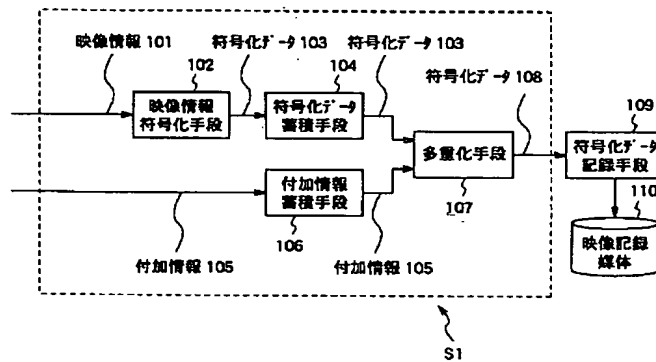 映像情報 101
符号化データ 103
符号化データ 103
符号化データ 108
102
104
109
映像情報
符号化手段
符号化データ
蓄積手段
多重化手段
107
符号化データ
記録手段
110
付加情報
蓄積手段
106
映像記録
媒体
付加情報 105
付加情報 105
S1